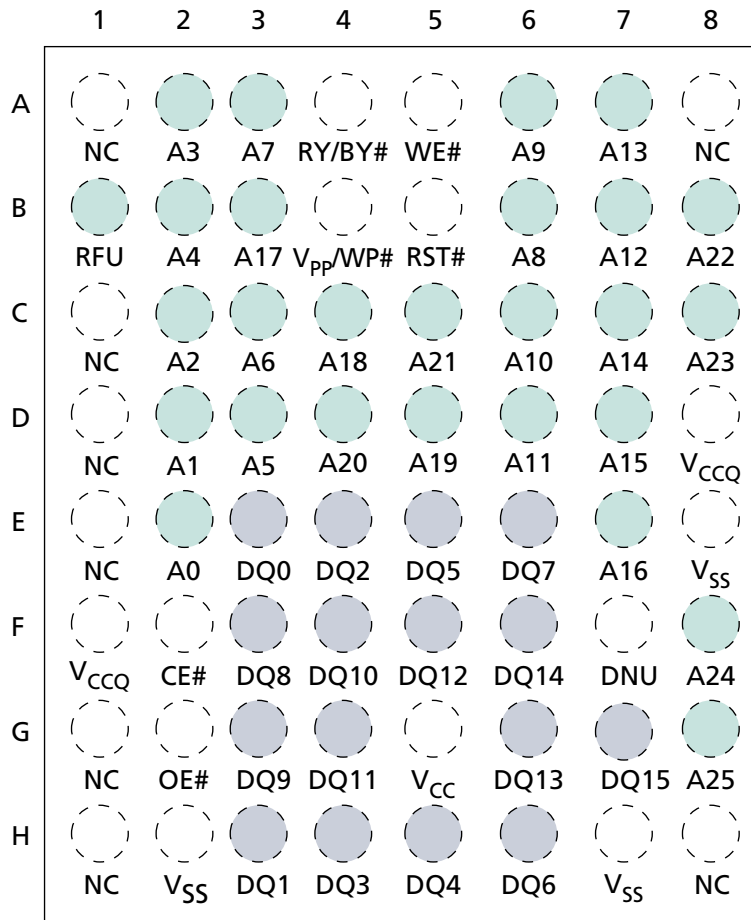 1 2 3 4 5 6 7 8
A
NC A3 A7 RY/BY# WE# A9 A13 NC
B
RFU A4 A17 VPP/WP# RST# A8 A12 A22
C
NC A2 A6 A18 A21 A10 A14 A23
D
NC A1 A5 A20 A19 A11 A15 VCCQ
E
NC A0 DQ0 DQ2 DQ5 DQ7 A16 VSS
F
VCCQ CE# DQ8 DQ10 DQ12 DQ14 DNU A24
G
NC OE# DQ9 DQ11 VCC DQ13 DQ15 A25
H
NC VSS DQ1 DQ3 DQ4 DQ6 VSS NC